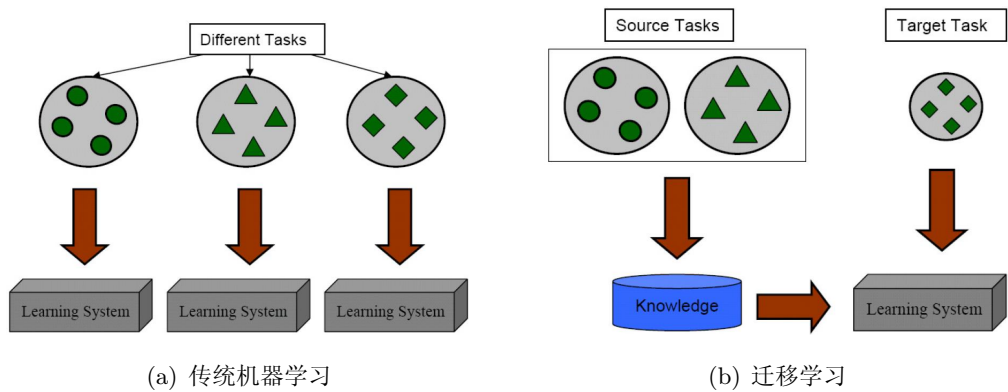 Different Tasks
Learning System
Learning System
Learning System
(a) 传统机器学习
Source Tasks
Target Task
Knowledge
Learning System
(b) 迁移学习